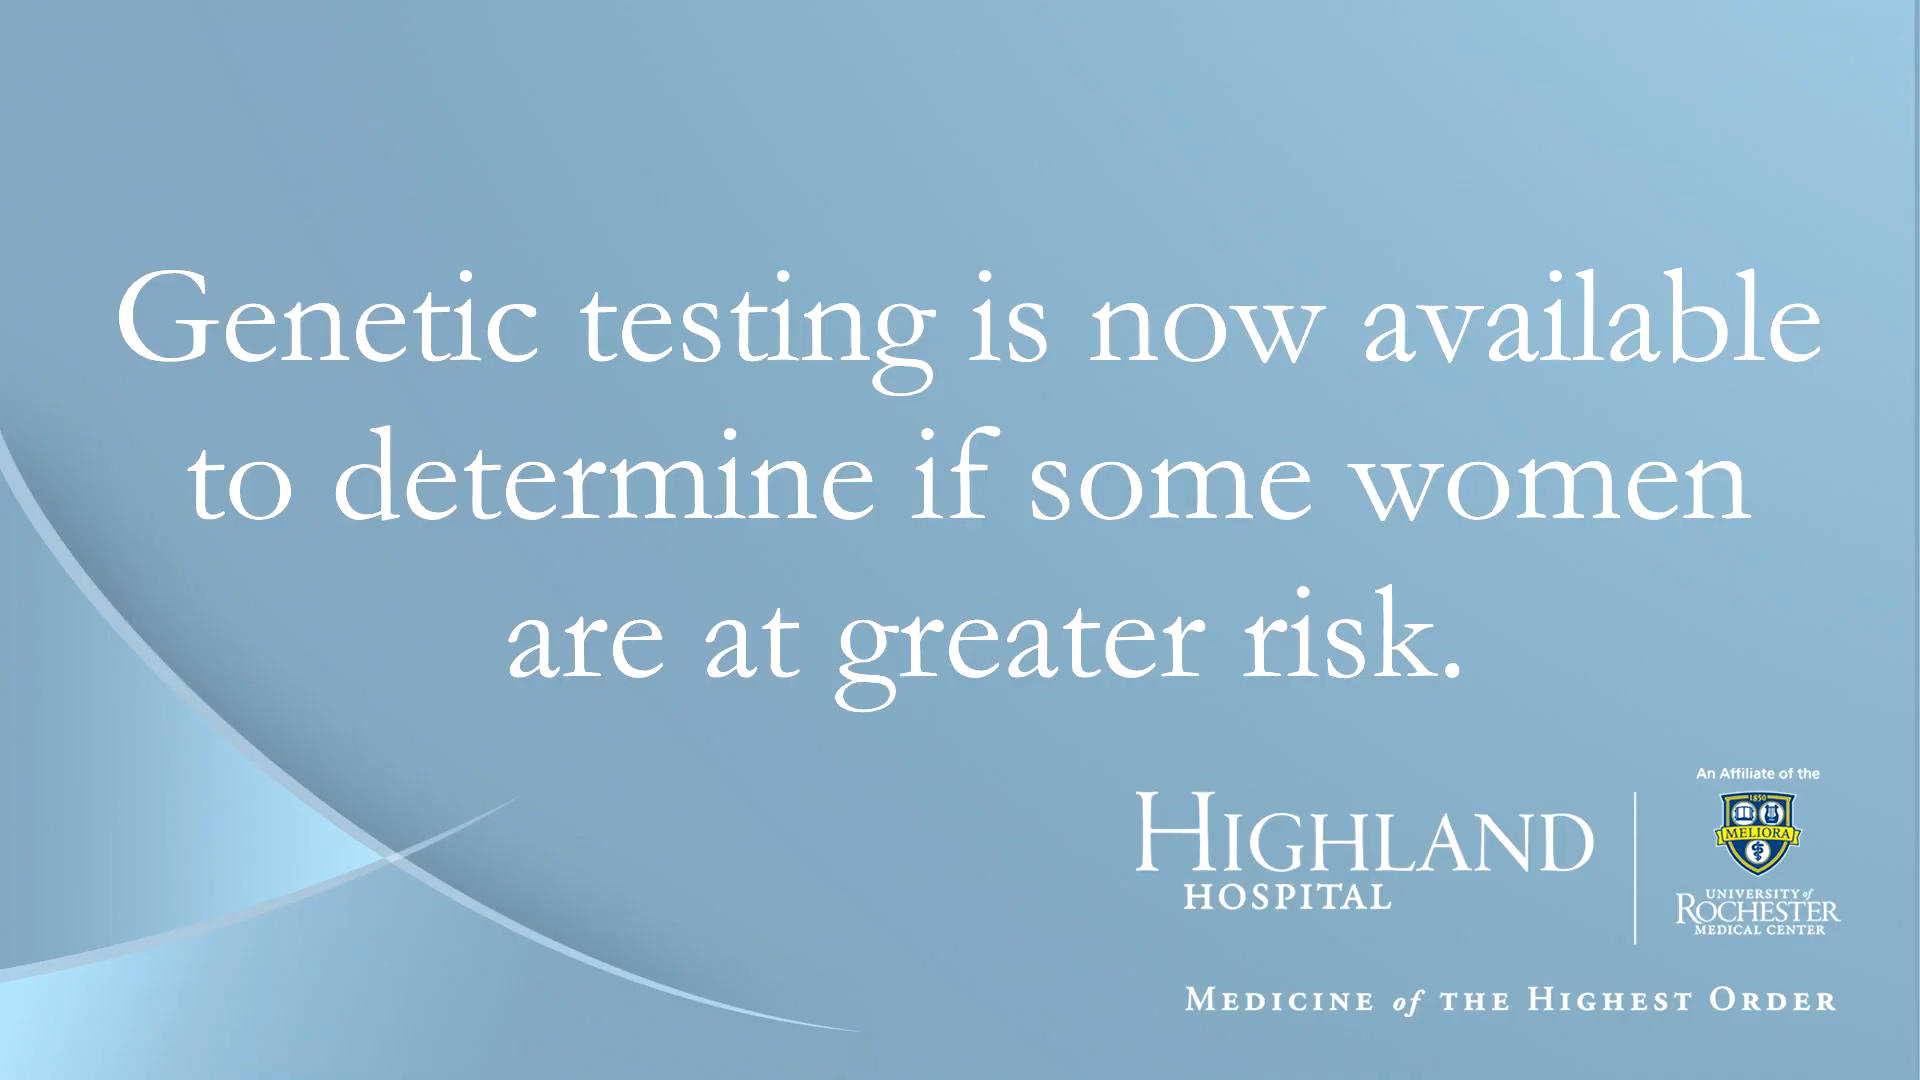 Genetic testing is now available
to determine if some women
are at greater risk.
An Affiliate of the
1850
MELIORA
HIGHLAND
HOSPITAL
UNIVERSITY of
ROCHESTER
MEDICAL CENTER
MEDICINE of THE HIGHEST ORDER